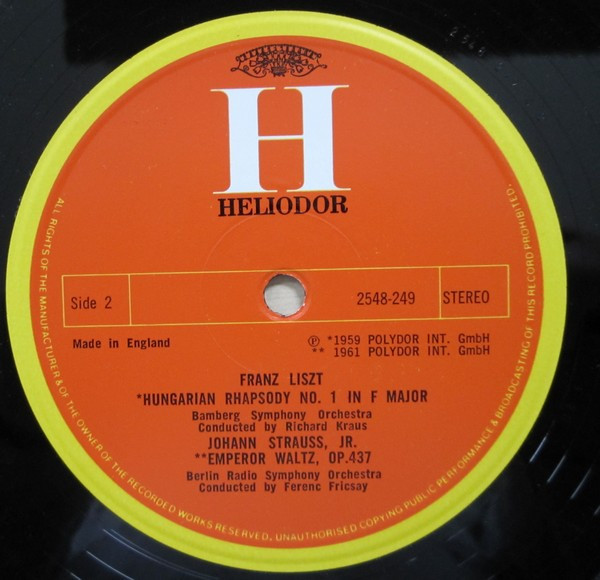 2548
H
HELIODOR
Side 2
2548-249
STEREO
Made in England
℗ *1959 POLYDOR INT. GmbH
** 1961 POLYDOR INT. GmbH
FRANZ LISZT
*HUNGARIAN RHAPSODY NO. 1 IN F MAJOR
Bamberg Symphony Orchestra
Conducted by Richard Kraus
JOHANN STRAUSS, JR.
**EMPEROR WALTZ, OP.437
Berlin Radio Symphony Orchestra
Conducted by Ferenc Fricsay
ALL RIGHTS OF THE MANUFACTURER & OF THE OWNER OF THE RECORDED WORKS RESERVED. UNAUTHORISED COPYING PUBLIC PERFORMANCE & BROADCASTING OF THIS RECORD PROHIBITED.